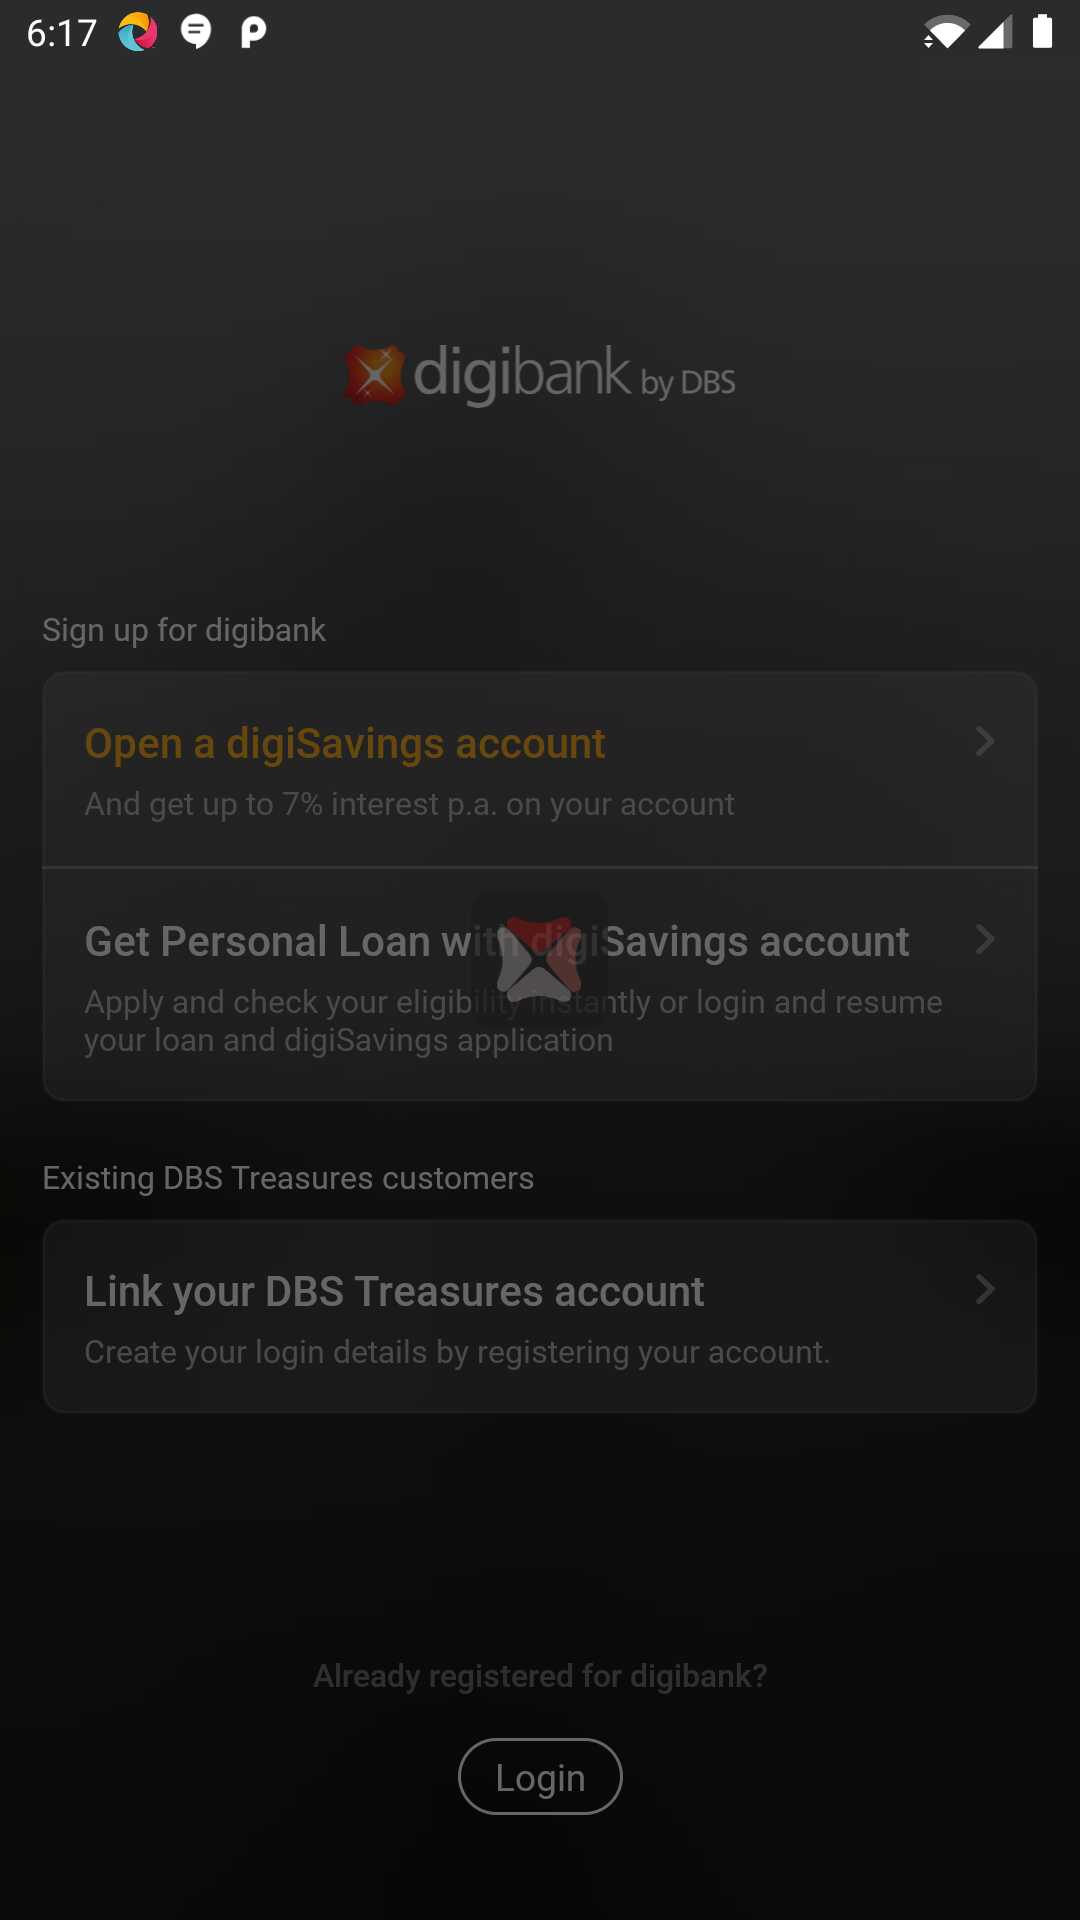 6:17
digibank by DBS
Sign up for digibank
Open a digiSavings account
And get up to 7% interest p.a. on your account
Get Personal Loan with digiSavings account
Apply and check your eligibility instantly or login and resume
your loan and digiSavings application
Existing DBS Treasures customers
Link your DBS Treasures account
Create your login details by registering your account.
Already registered for digibank?
Login